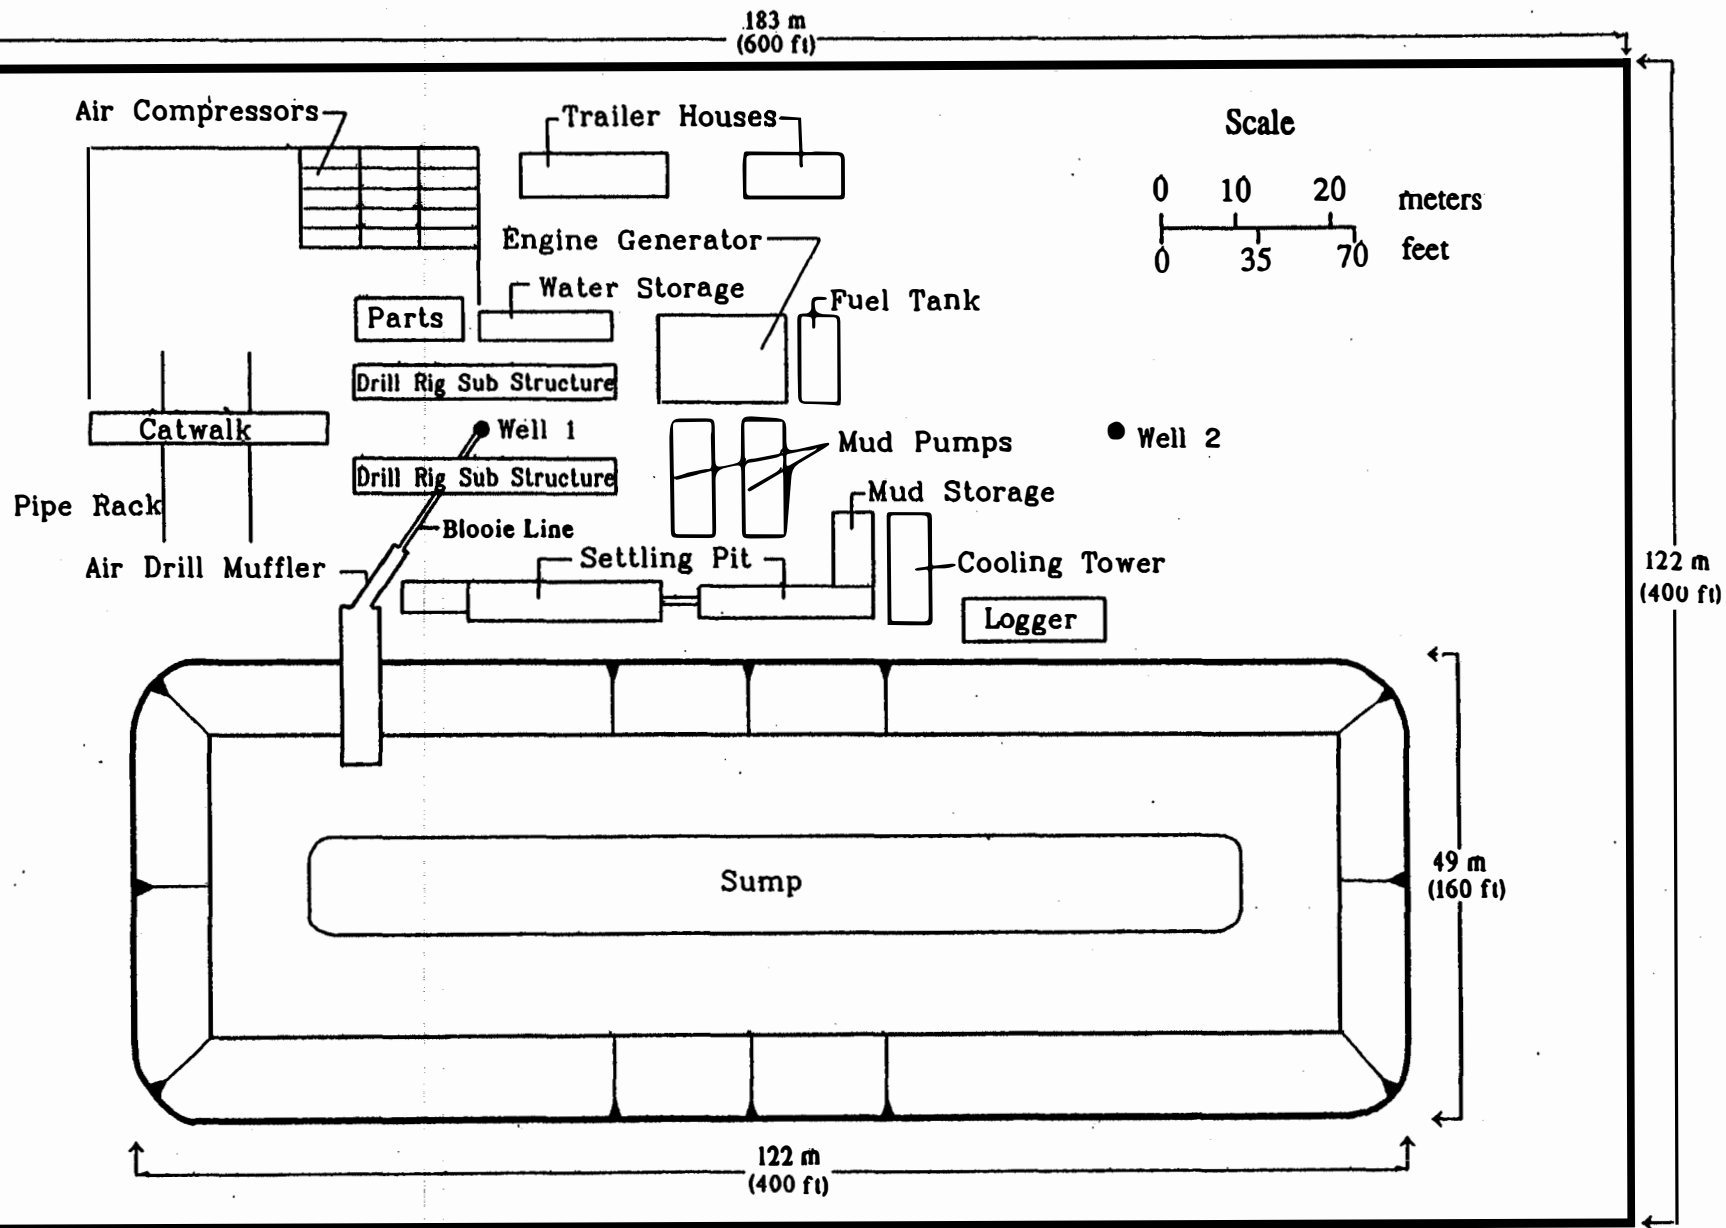 183 m
(600 ft)
Air Compressors
Trailer Houses
Scale
0 10 20 meters
0 35 70 feet
Engine Generator
Water Storage
Fuel Tank
Parts
Drill Rig Sub Structure
Catwalk
Well 1
Mud Pumps
Well 2
Drill Rig Sub Structure
Mud Storage
Pipe Rack
Blooie Line
Settling Pit
Air Drill Muffler
Cooling Tower
122 m
(400 ft)
Logger
49 m
(160 ft)
Sump
122 m
(400 ft)